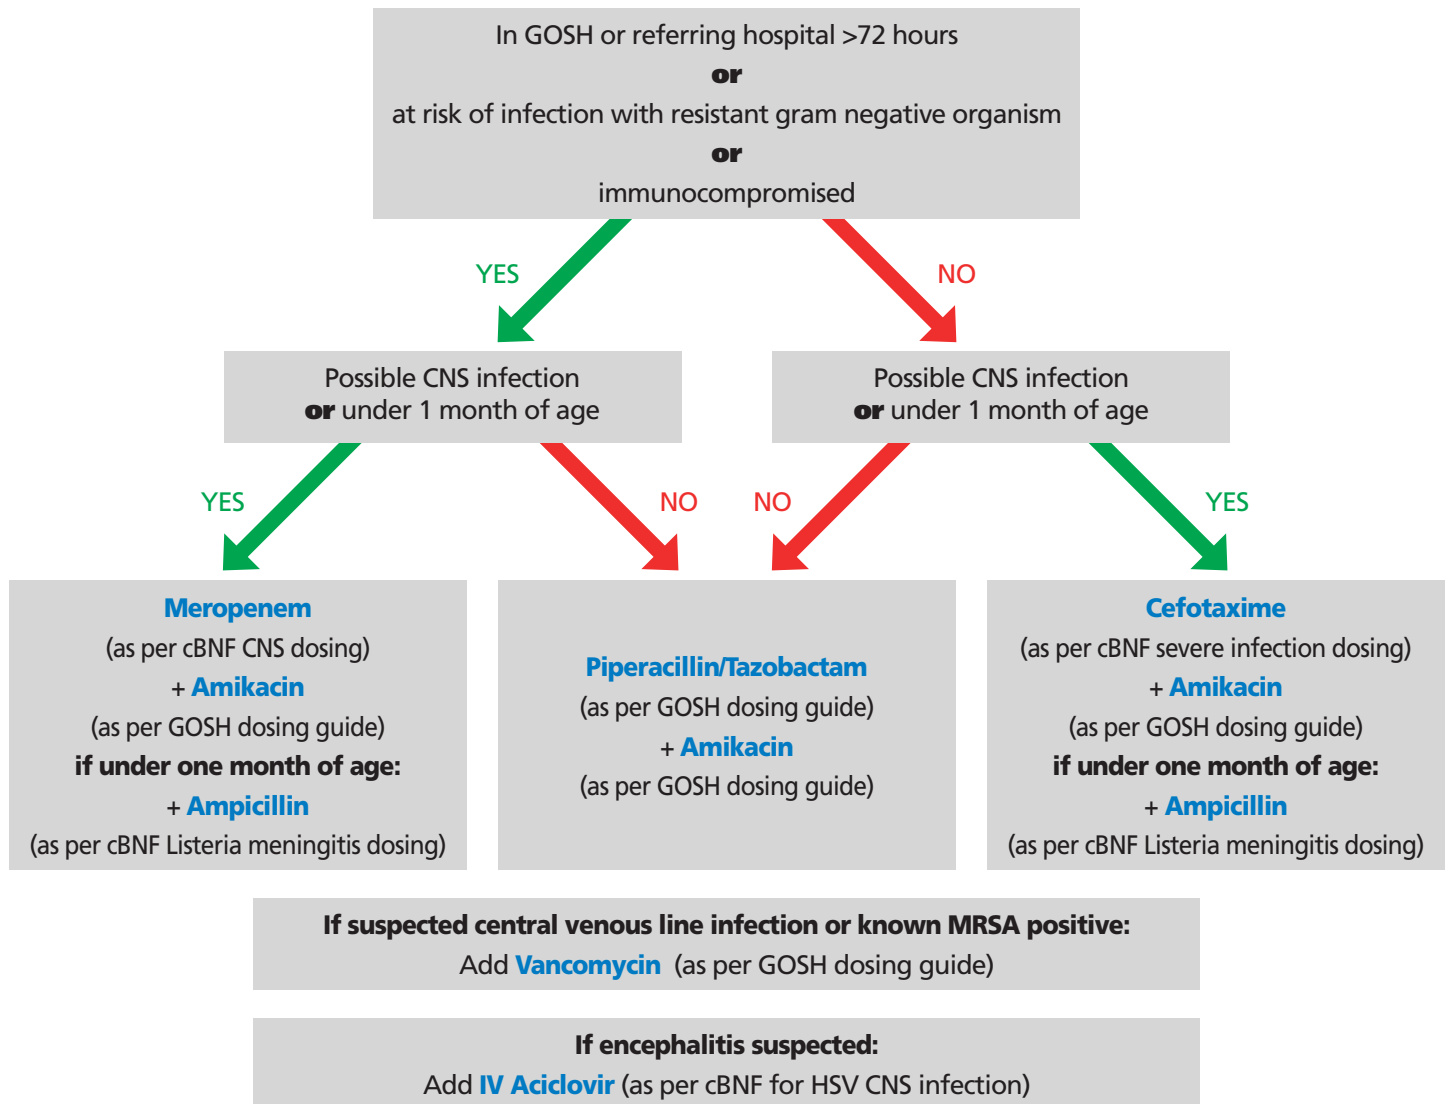 In GOSH or referring hospital >72 hours
or
at risk of infection with resistant gram negative organism
or
immunocompromised
YES
NO
Possible CNS infection
or under 1 month of age
Possible CNS infection
or under 1 month of age
YES
NO
NO
YES
Meropenem
(as per cBNF CNS dosing)
+ Amikacin
(as per GOSH dosing guide)
if under one month of age:
+ Ampicillin
(as per cBNF Listeria meningitis dosing)
Piperacillin/Tazobactam
(as per GOSH dosing guide)
+ Amikacin
(as per GOSH dosing guide)
Cefotaxime
(as per cBNF severe infection dosing)
+ Amikacin
(as per GOSH dosing guide)
if under one month of age:
+ Ampicillin
(as per cBNF Listeria meningitis dosing)
If suspected central venous line infection or known MRSA positive:
Add Vancomycin (as per GOSH dosing guide)
If encephalitis suspected:
Add IV Aciclovir (as per cBNF for HSV CNS infection)